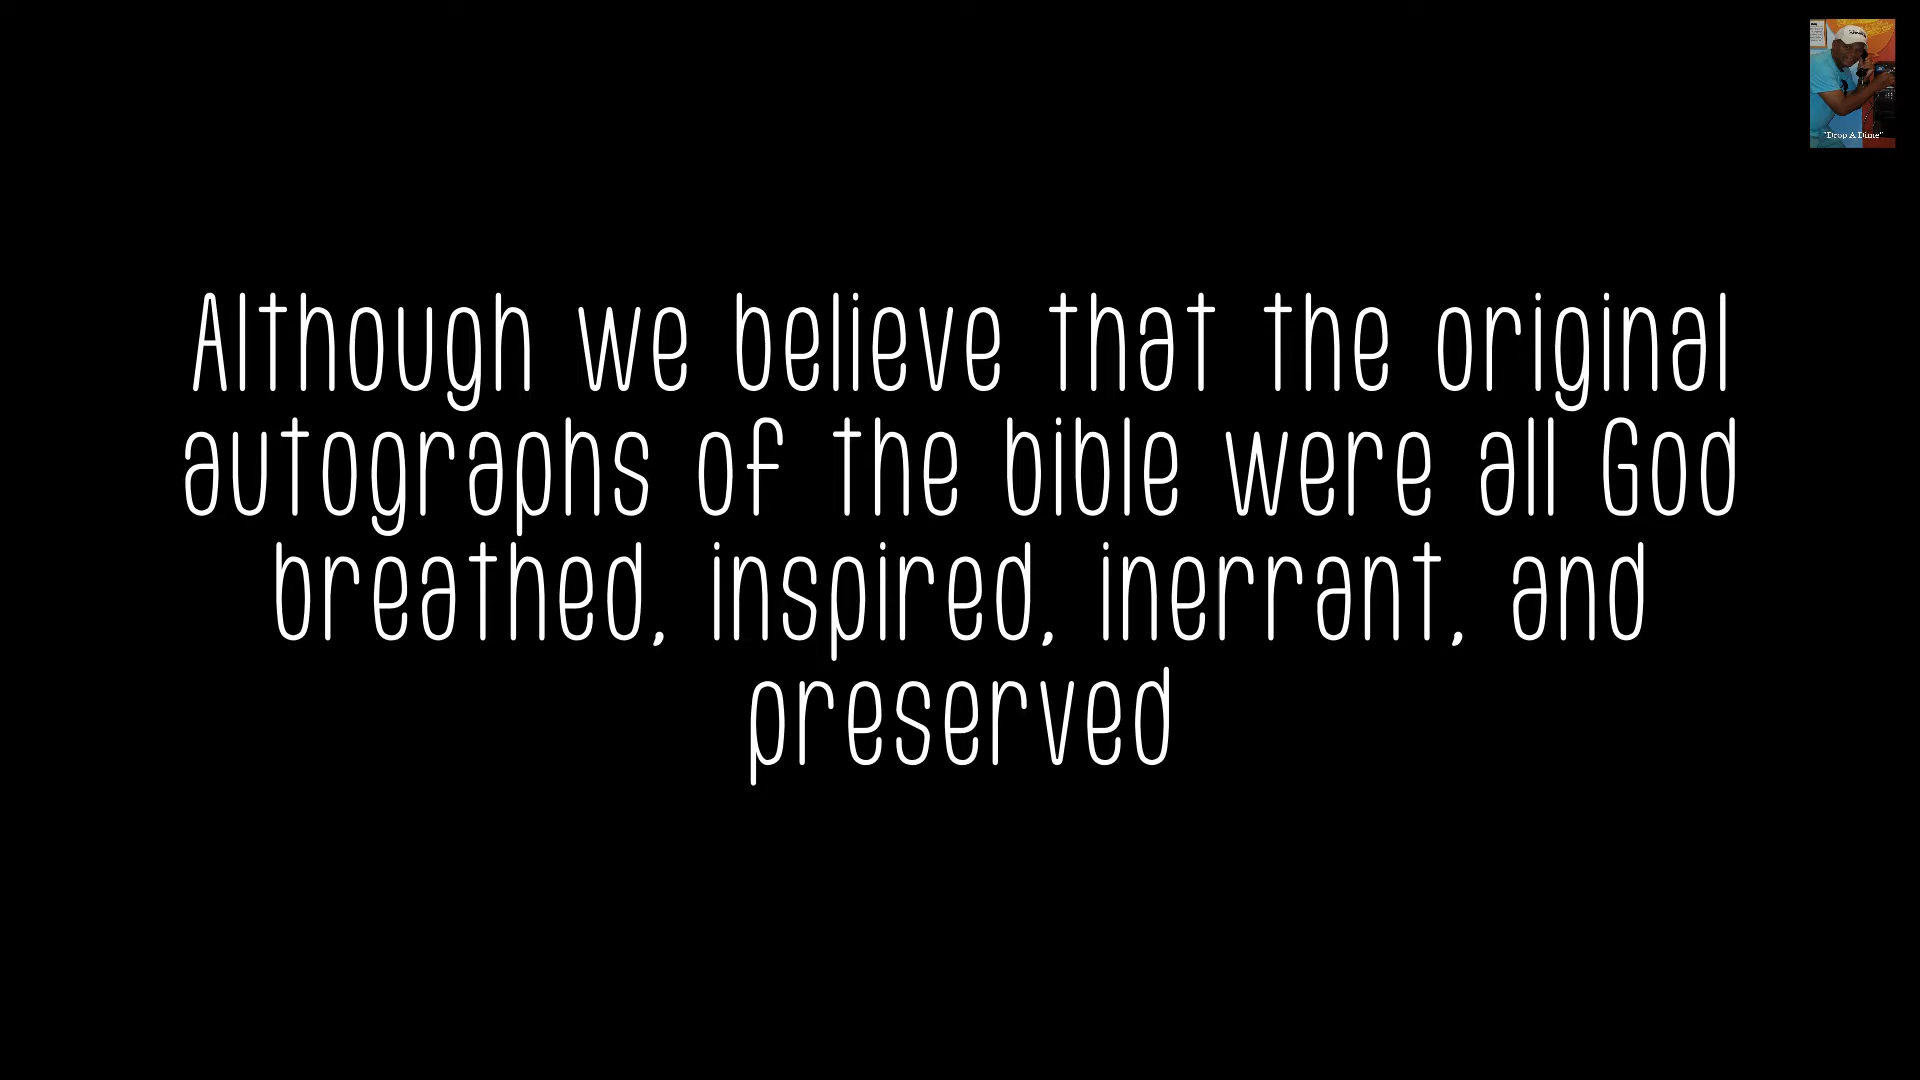 Although we believe that the original
autographs of the bible were all God
breathed, inspired, inerrant, and
preserved
"Drop A Dime"